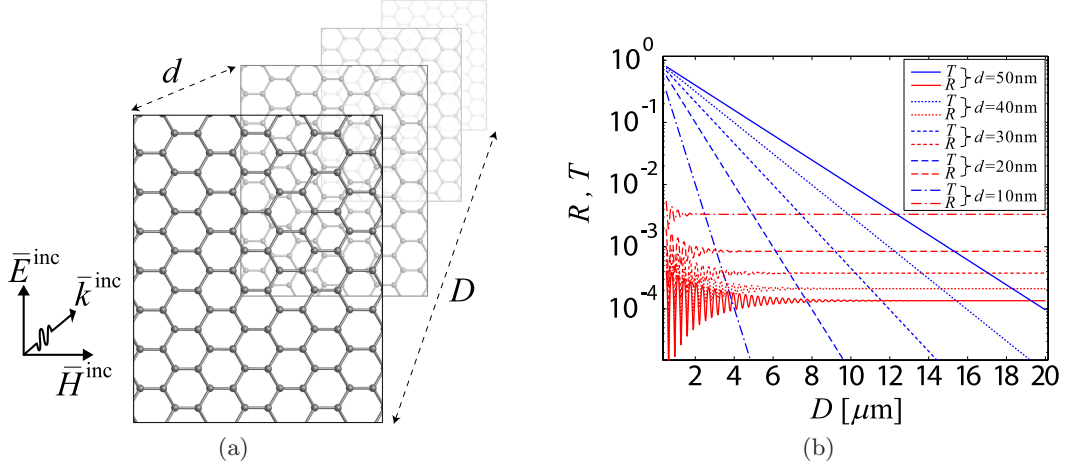 d
D
E̅^inc
k̅^inc
H̅^inc
(a)
R, T
10^0
10^-1
10^-2
10^-3
10^-4
2 4 6 8 10 12 14 16 18 20
D [μm]
T
R } d=50nm
T
R } d=40nm
T
R } d=30nm
T
R } d=20nm
T
R } d=10nm
(b)